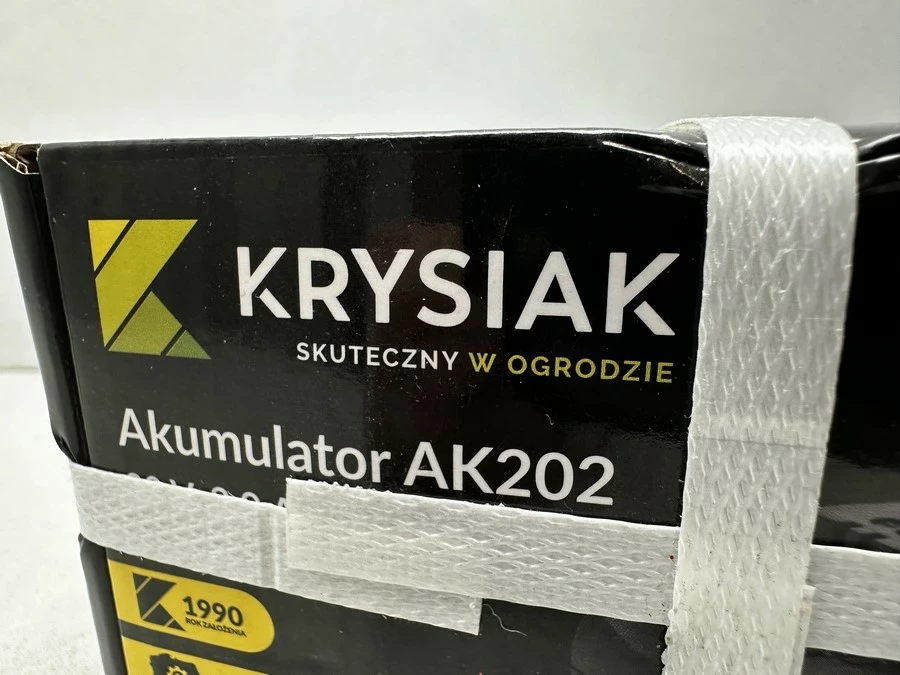 KRYSIAK
SKUTECZNY W OGRODZIE
Akumulator AK202
1990
ROK ZAŁOŻENIA